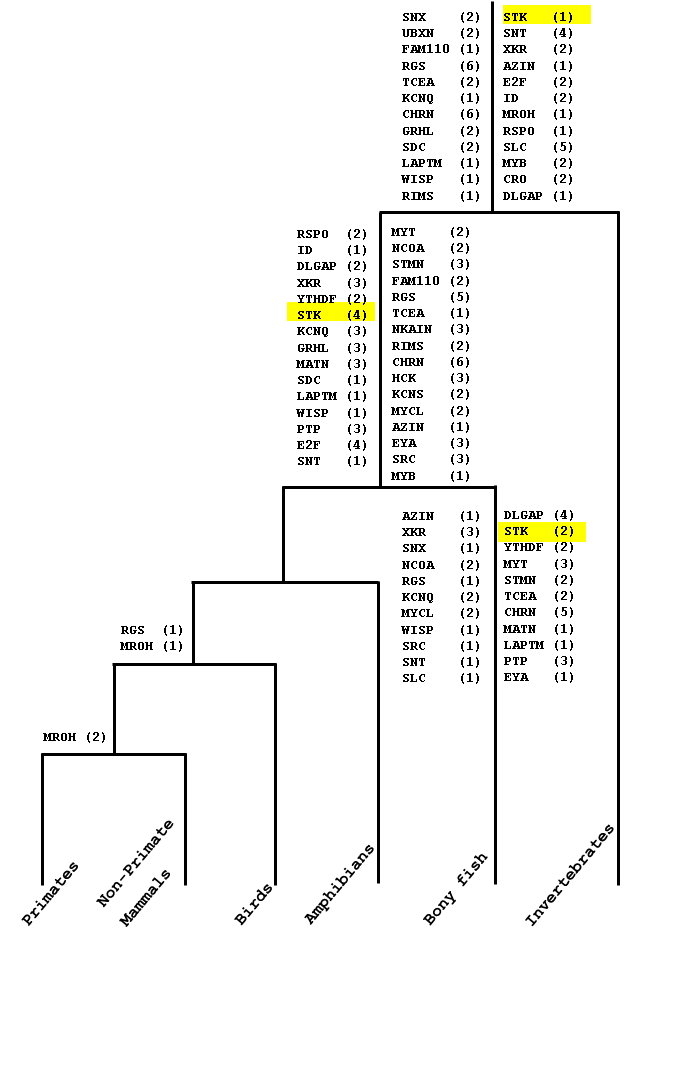 SNX (2)
UBXN (2)
FAM110 (1)
RGS (6)
TCEA (2)
KCNQ (1)
CHRN (6)
GRHL (2)
SDC (2)
LAPTM (1)
WISP (1)
RIMS (1)
STK (1)
SNT (4)
XKR (2)
AZIN (1)
E2F (2)
ID (2)
MROH (1)
RSPO (1)
SLC (5)
MYB (2)
CRO (2)
DLGAP (1)
RSPO (2)
ID (1)
DLGAP (2)
XKR (3)
YTHDF (2)
STK (4)
KCNQ (3)
GRHL (3)
MATN (3)
SDC (1)
LAPTM (1)
WISP (1)
PTP (3)
E2F (4)
SNT (1)
MYT (2)
NCOA (2)
STMN (3)
FAM110 (2)
RGS (5)
TCEA (1)
NKAIN (3)
RIMS (2)
CHRN (6)
HCK (3)
KCNS (2)
MYCL (2)
AZIN (1)
EYA (3)
SRC (3)
MYB (1)
AZIN (1)
XKR (3)
SNX (1)
NCOA (2)
RGS (1)
KCNQ (2)
MYCL (2)
WISP (1)
SRC (1)
SNT (1)
SLC (1)
DLGAP (4)
STK (2)
YTHDF (2)
MYT (3)
STMN (2)
TCEA (2)
CHRN (5)
MATN (1)
LAPTM (1)
PTP (3)
EYA (1)
RGS (1)
MROH (1)
MROH (2)
Primates
Non-Primate
Mammals
Birds
Amphibians
Bony fish
Invertebrates